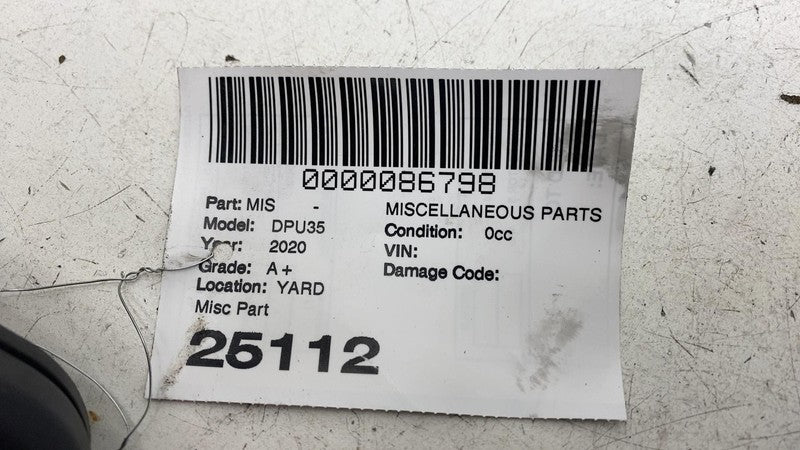 0000086798
Part: MIS - MISCELLANEOUS PARTS
Model: DPU35 Condition: 0cc
Year: 2020 VIN:
Grade: A+ Damage Code:
Location: YARD
Misc Part
25112